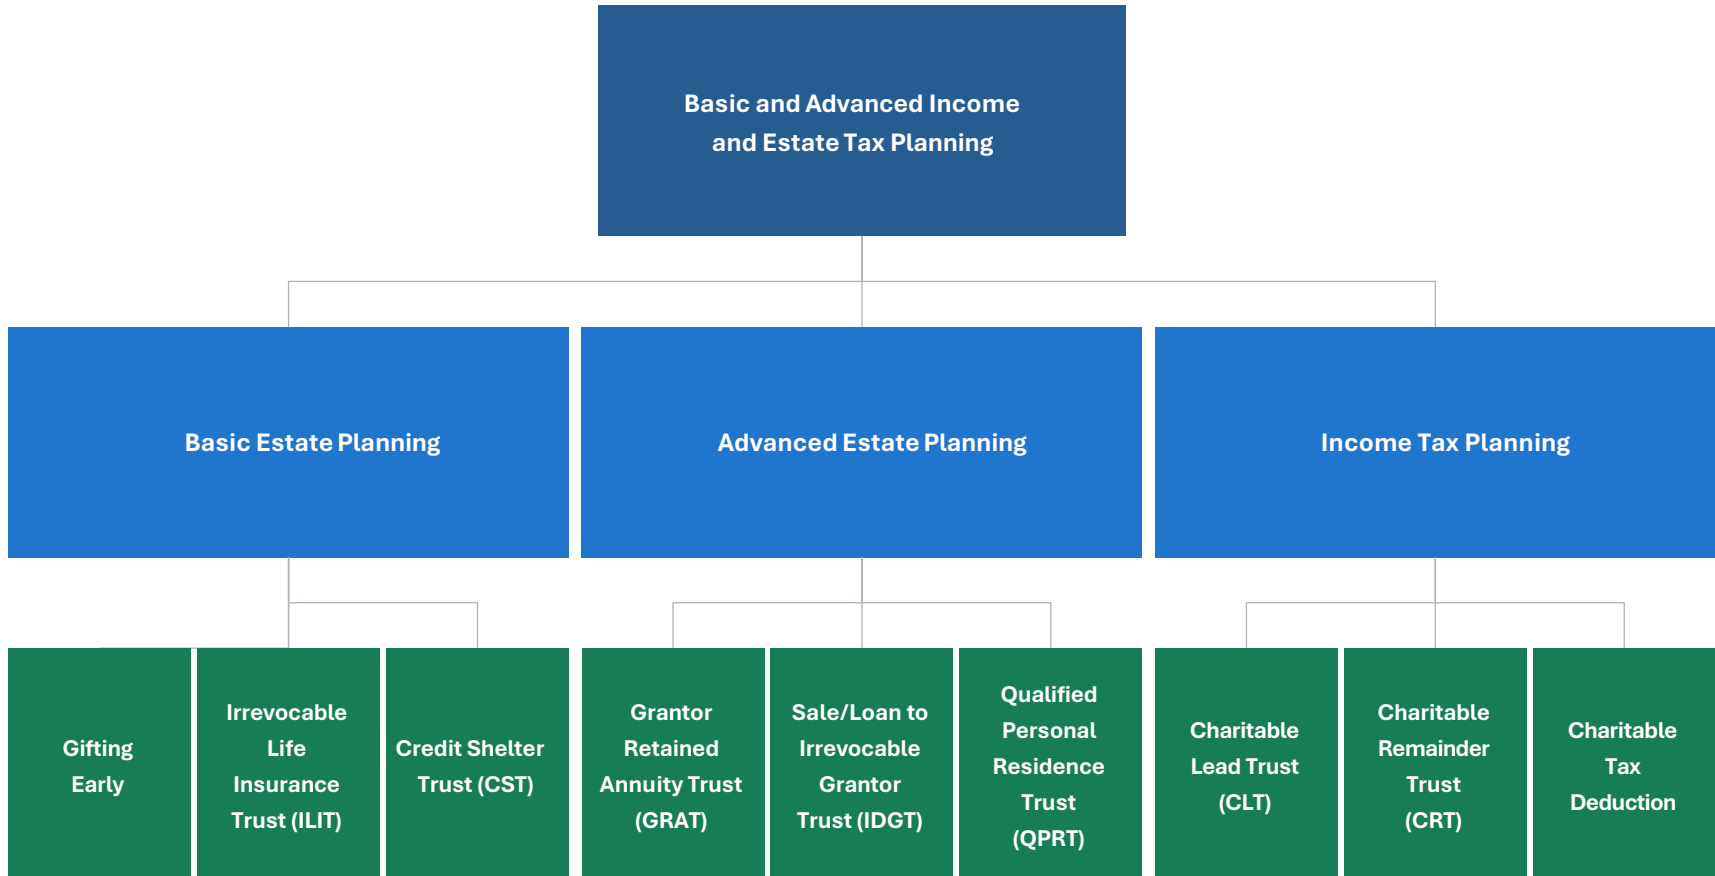 Basic and Advanced Income
and Estate Tax Planning
Basic Estate Planning
Advanced Estate Planning
Income Tax Planning
Gifting
Early
Irrevocable
Life
Insurance
Trust (ILIT)
Credit Shelter
Trust (CST)
Grantor
Retained
Annuity Trust
(GRAT)
Sale/Loan to
Irrevocable
Grantor
Trust (IDGT)
Qualified
Personal
Residence
Trust
(QPRT)
Charitable
Lead Trust
(CLT)
Charitable
Remainder
Trust
(CRT)
Charitable
Tax
Deduction